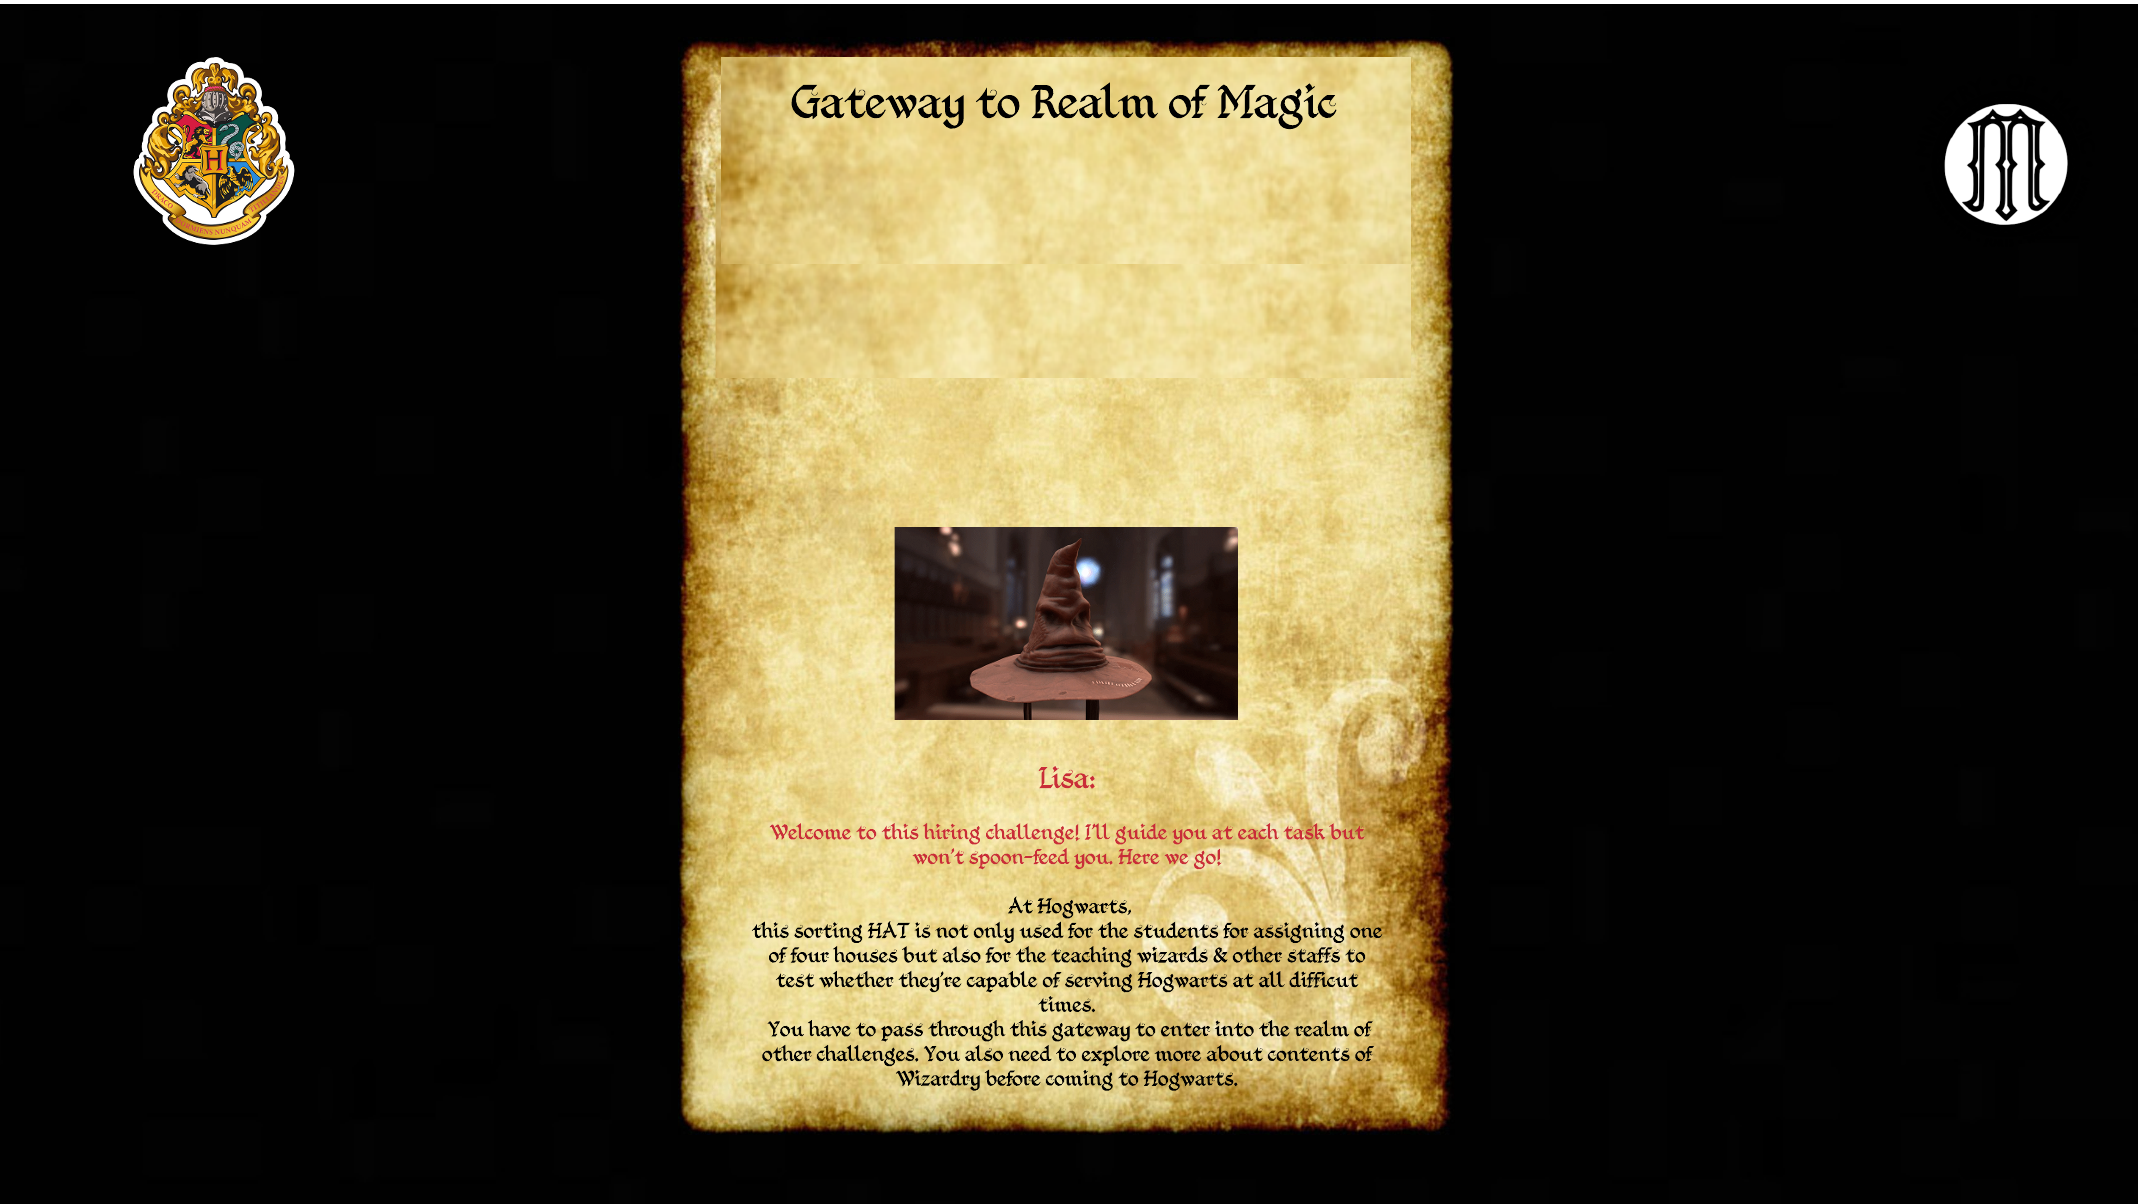 Gateway to Realm of Magic
H
DRACO DORMIENS NUNQUAM
M
Lisa:
Welcome to this hiring challenge! I'll guide you at each task but
won't spoon-feed you. Here we go!
At Hogwarts,
this sorting HAT is not only used for the students for assigning one
of four houses but also for the teaching wizards & other staffs to
test whether they're capable of serving Hogwarts at all difficut
times.
You have to pass through this gateway to enter into the realm of
other challenges. You also need to explore more about contents of
Wizardry before coming to Hogwarts.